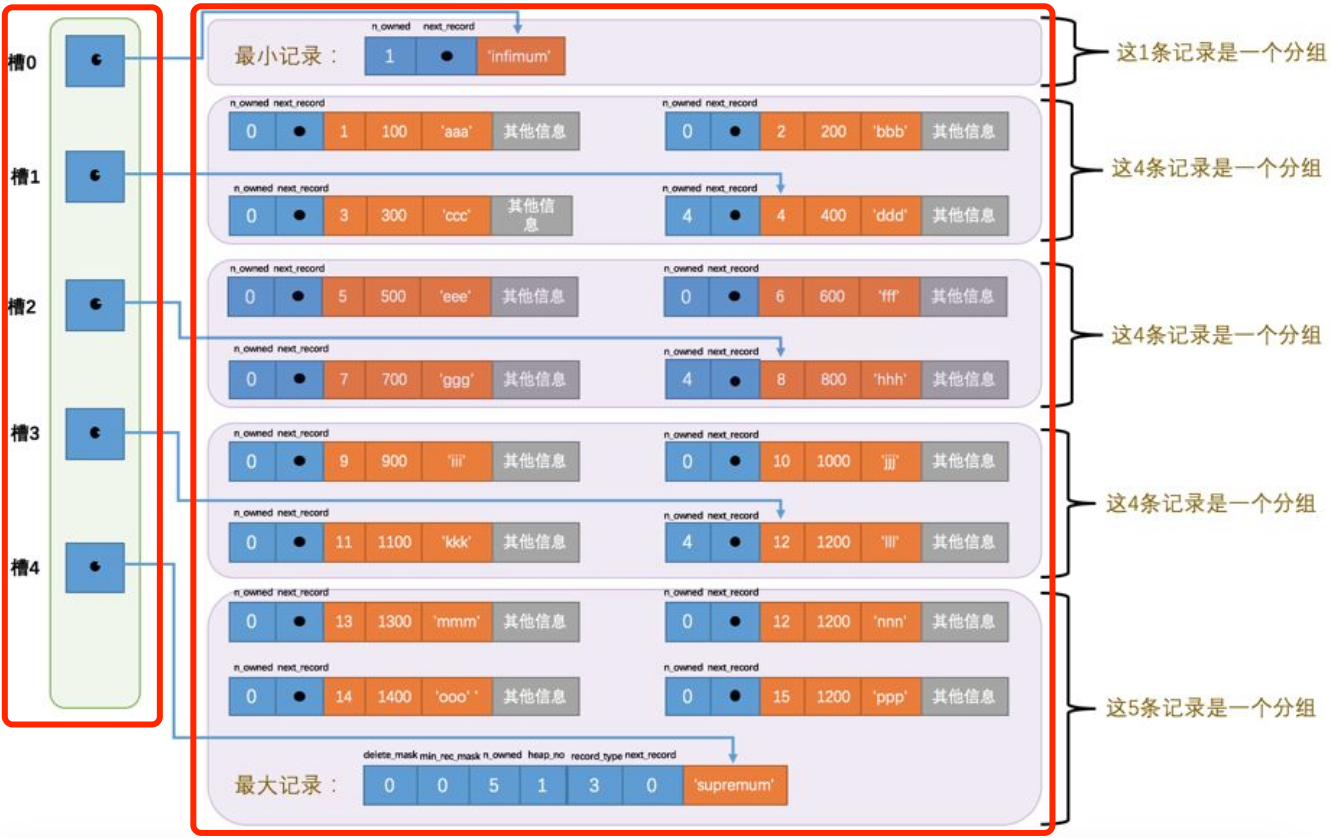 n_owned next_record
槽0
最小记录：
1 'infimum'
这1条记录是一个分组
n_owned next_record
0 1 100 'aaa' 其他信息
n_owned next_record
0 2 200 'bbb' 其他信息
槽1
这4条记录是一个分组
n_owned next_record
0 3 300 'ccc' 其他信
息
n_owned next_record
4 4 400 'ddd' 其他信息
n_owned next_record
0 5 500 'eee' 其他信息
n_owned next_record
0 6 600 'fff' 其他信息
槽2
这4条记录是一个分组
n_owned next_record
0 7 700 'ggg' 其他信息
n_owned next_record
4 8 800 'hhh' 其他信息
槽3
n_owned next_record
0 9 900 'iii' 其他信息
n_owned next_record
0 10 1000 'jjj' 其他信息
这4条记录是一个分组
n_owned next_record
0 11 1100 'kkk' 其他信息
n_owned next_record
4 12 1200 'lll' 其他信息
槽4
n_owned next_record
0 13 1300 'mmm' 其他信息
n_owned next_record
0 12 1200 'nnn' 其他信息
n_owned next_record
0 14 1400 'ooo' ' 其他信息
n_owned next_record
0 15 1200 'ppp' 其他信息
这5条记录是一个分组
delete_mask min_rec_mask n_owned heap_no record_type next_record
最大记录：
0 0 5 1 3 0 'supremum'